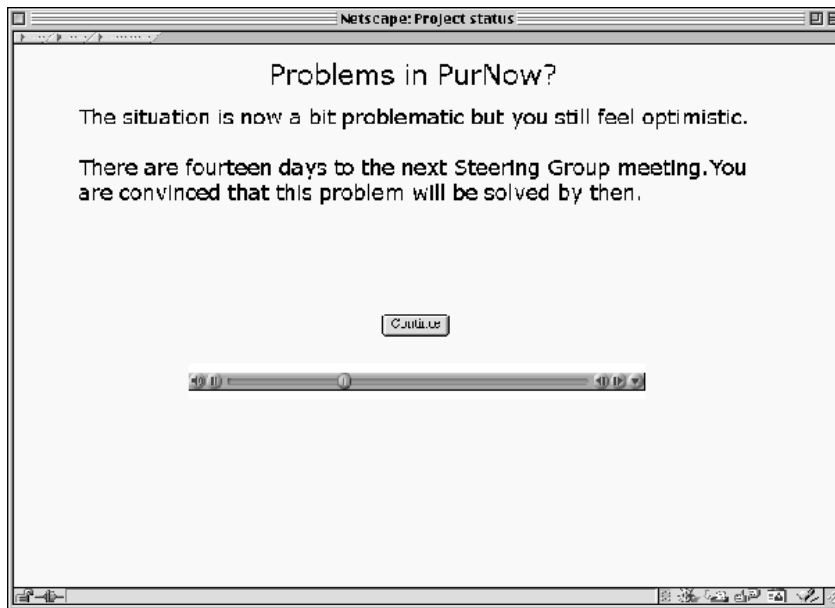 Netscape: Project status
Problems in PurNow?
The situation is now a bit problematic but you still feel optimistic.
There are fourteen days to the next Steering Group meeting.You
are convinced that this problem will be solved by then.
Continue